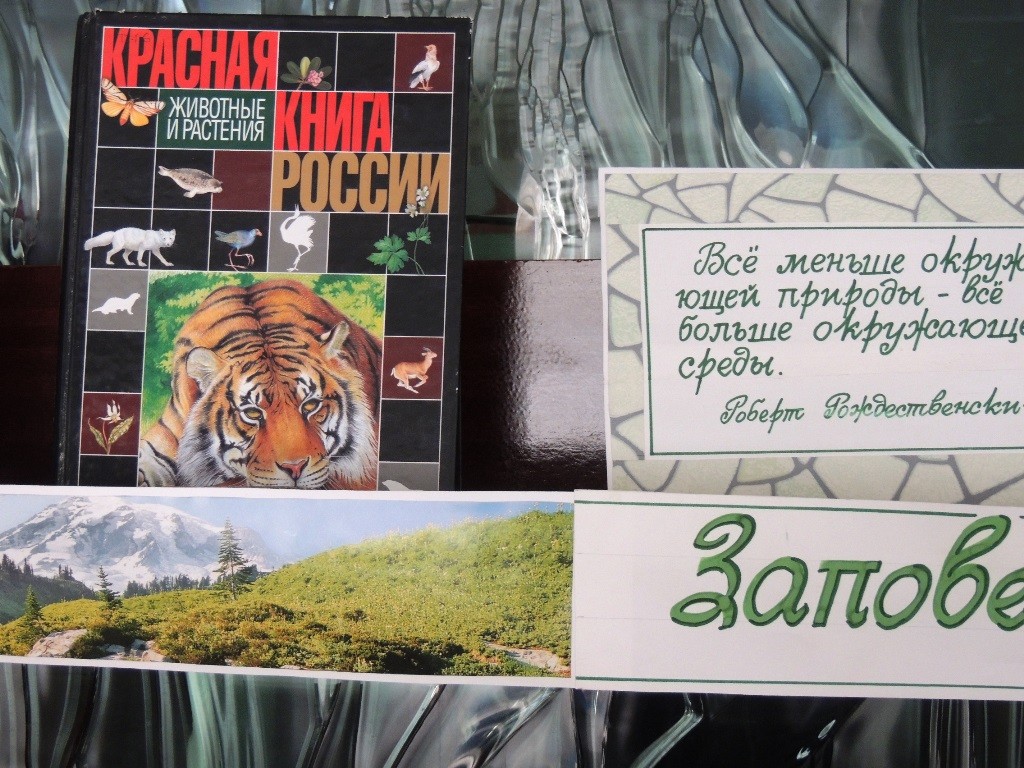 КРАСНАЯ
ЖИВОТНЫЕ
И РАСТЕНИЯ
КНИГА
РОССИИ
Всё меньше окруж
ющей природы - всё
больше окружающе
среды.
Роберт Рождественски
Запове